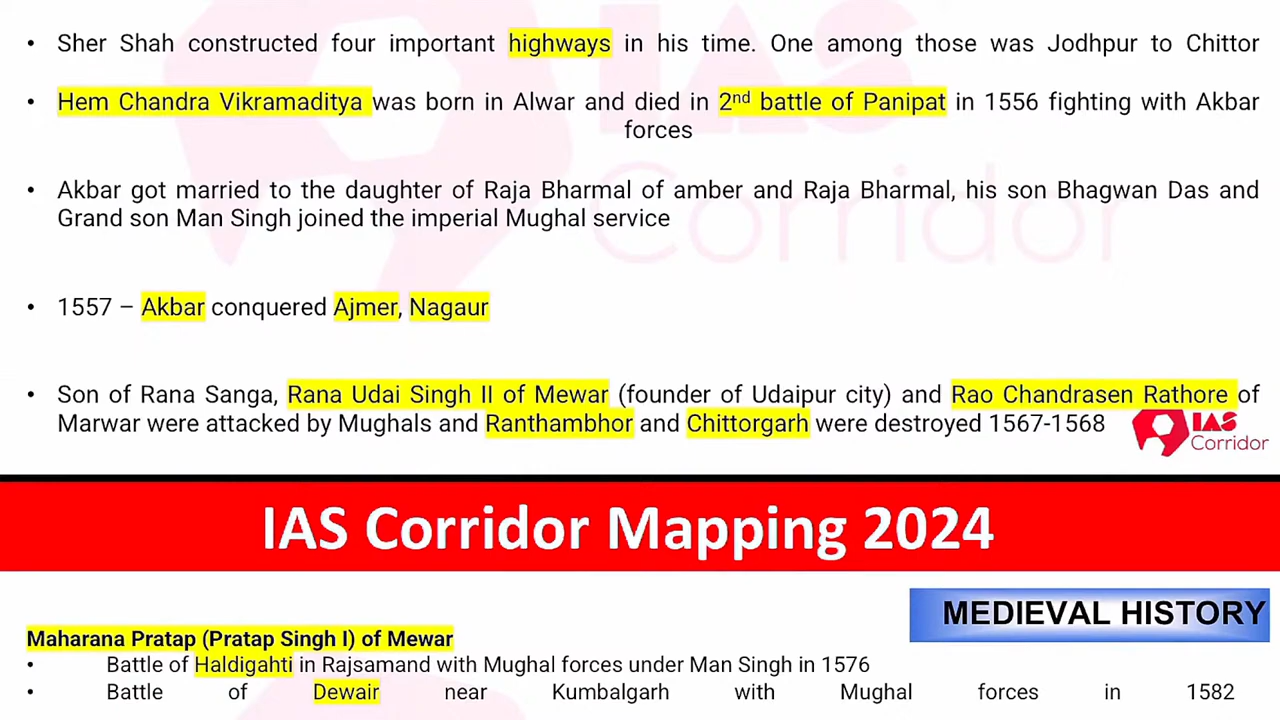 • Sher Shah constructed four important highways in his time. One among those was Jodhpur to Chittor
• Hem Chandra Vikramaditya was born in Alwar and died in 2nd battle of Panipat in 1556 fighting with Akbar
forces
• Akbar got married to the daughter of Raja Bharmal of amber and Raja Bharmal, his son Bhagwan Das and
Grand son Man Singh joined the imperial Mughal service
• 1557 – Akbar conquered Ajmer, Nagaur
• Son of Rana Sanga, Rana Udai Singh II of Mewar (founder of Udaipur city) and Rao Chandrasen Rathore of
Marwar were attacked by Mughals and Ranthambhor and Chittorgarh were destroyed 1567-1568
IAS
Corridor
IAS Corridor Mapping 2024
MEDIEVAL HISTORY
Maharana Pratap (Pratap Singh I) of Mewar
• Battle of Haldigahti in Rajsamand with Mughal forces under Man Singh in 1576
• Battle of Dewair near Kumbalgarh with Mughal forces in 1582
IAS
Corridor